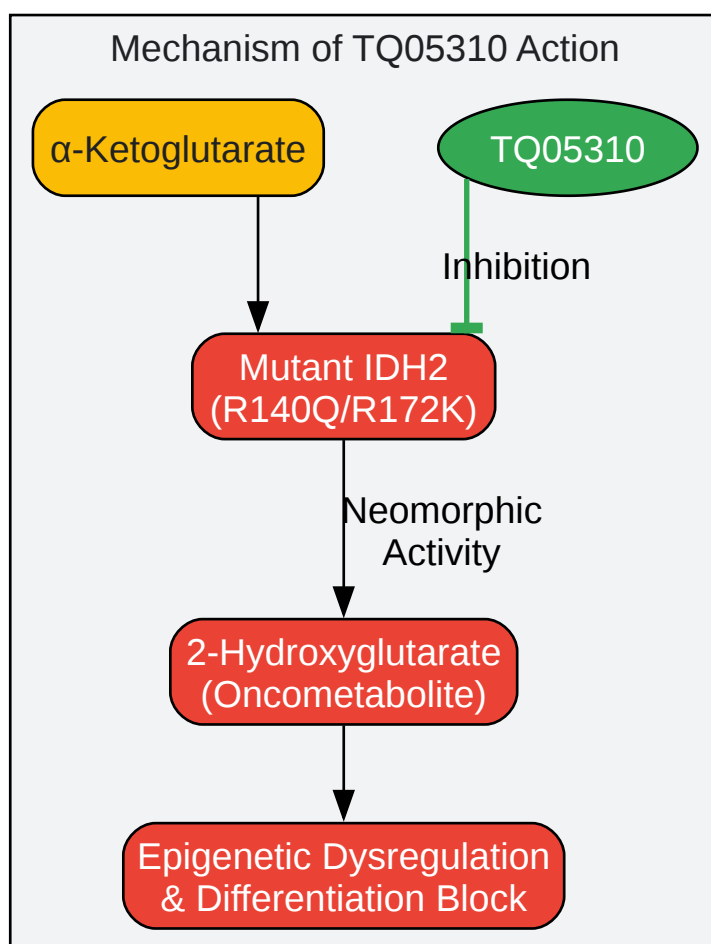 Mechanism of TQ05310 Action
α-Ketoglutarate
TQ05310
Inhibition
Mutant IDH2
(R140Q/R172K)
Neomorphic
Activity
2-Hydroxyglutarate
(Oncometabolite)
Epigenetic Dysregulation
& Differentiation Block